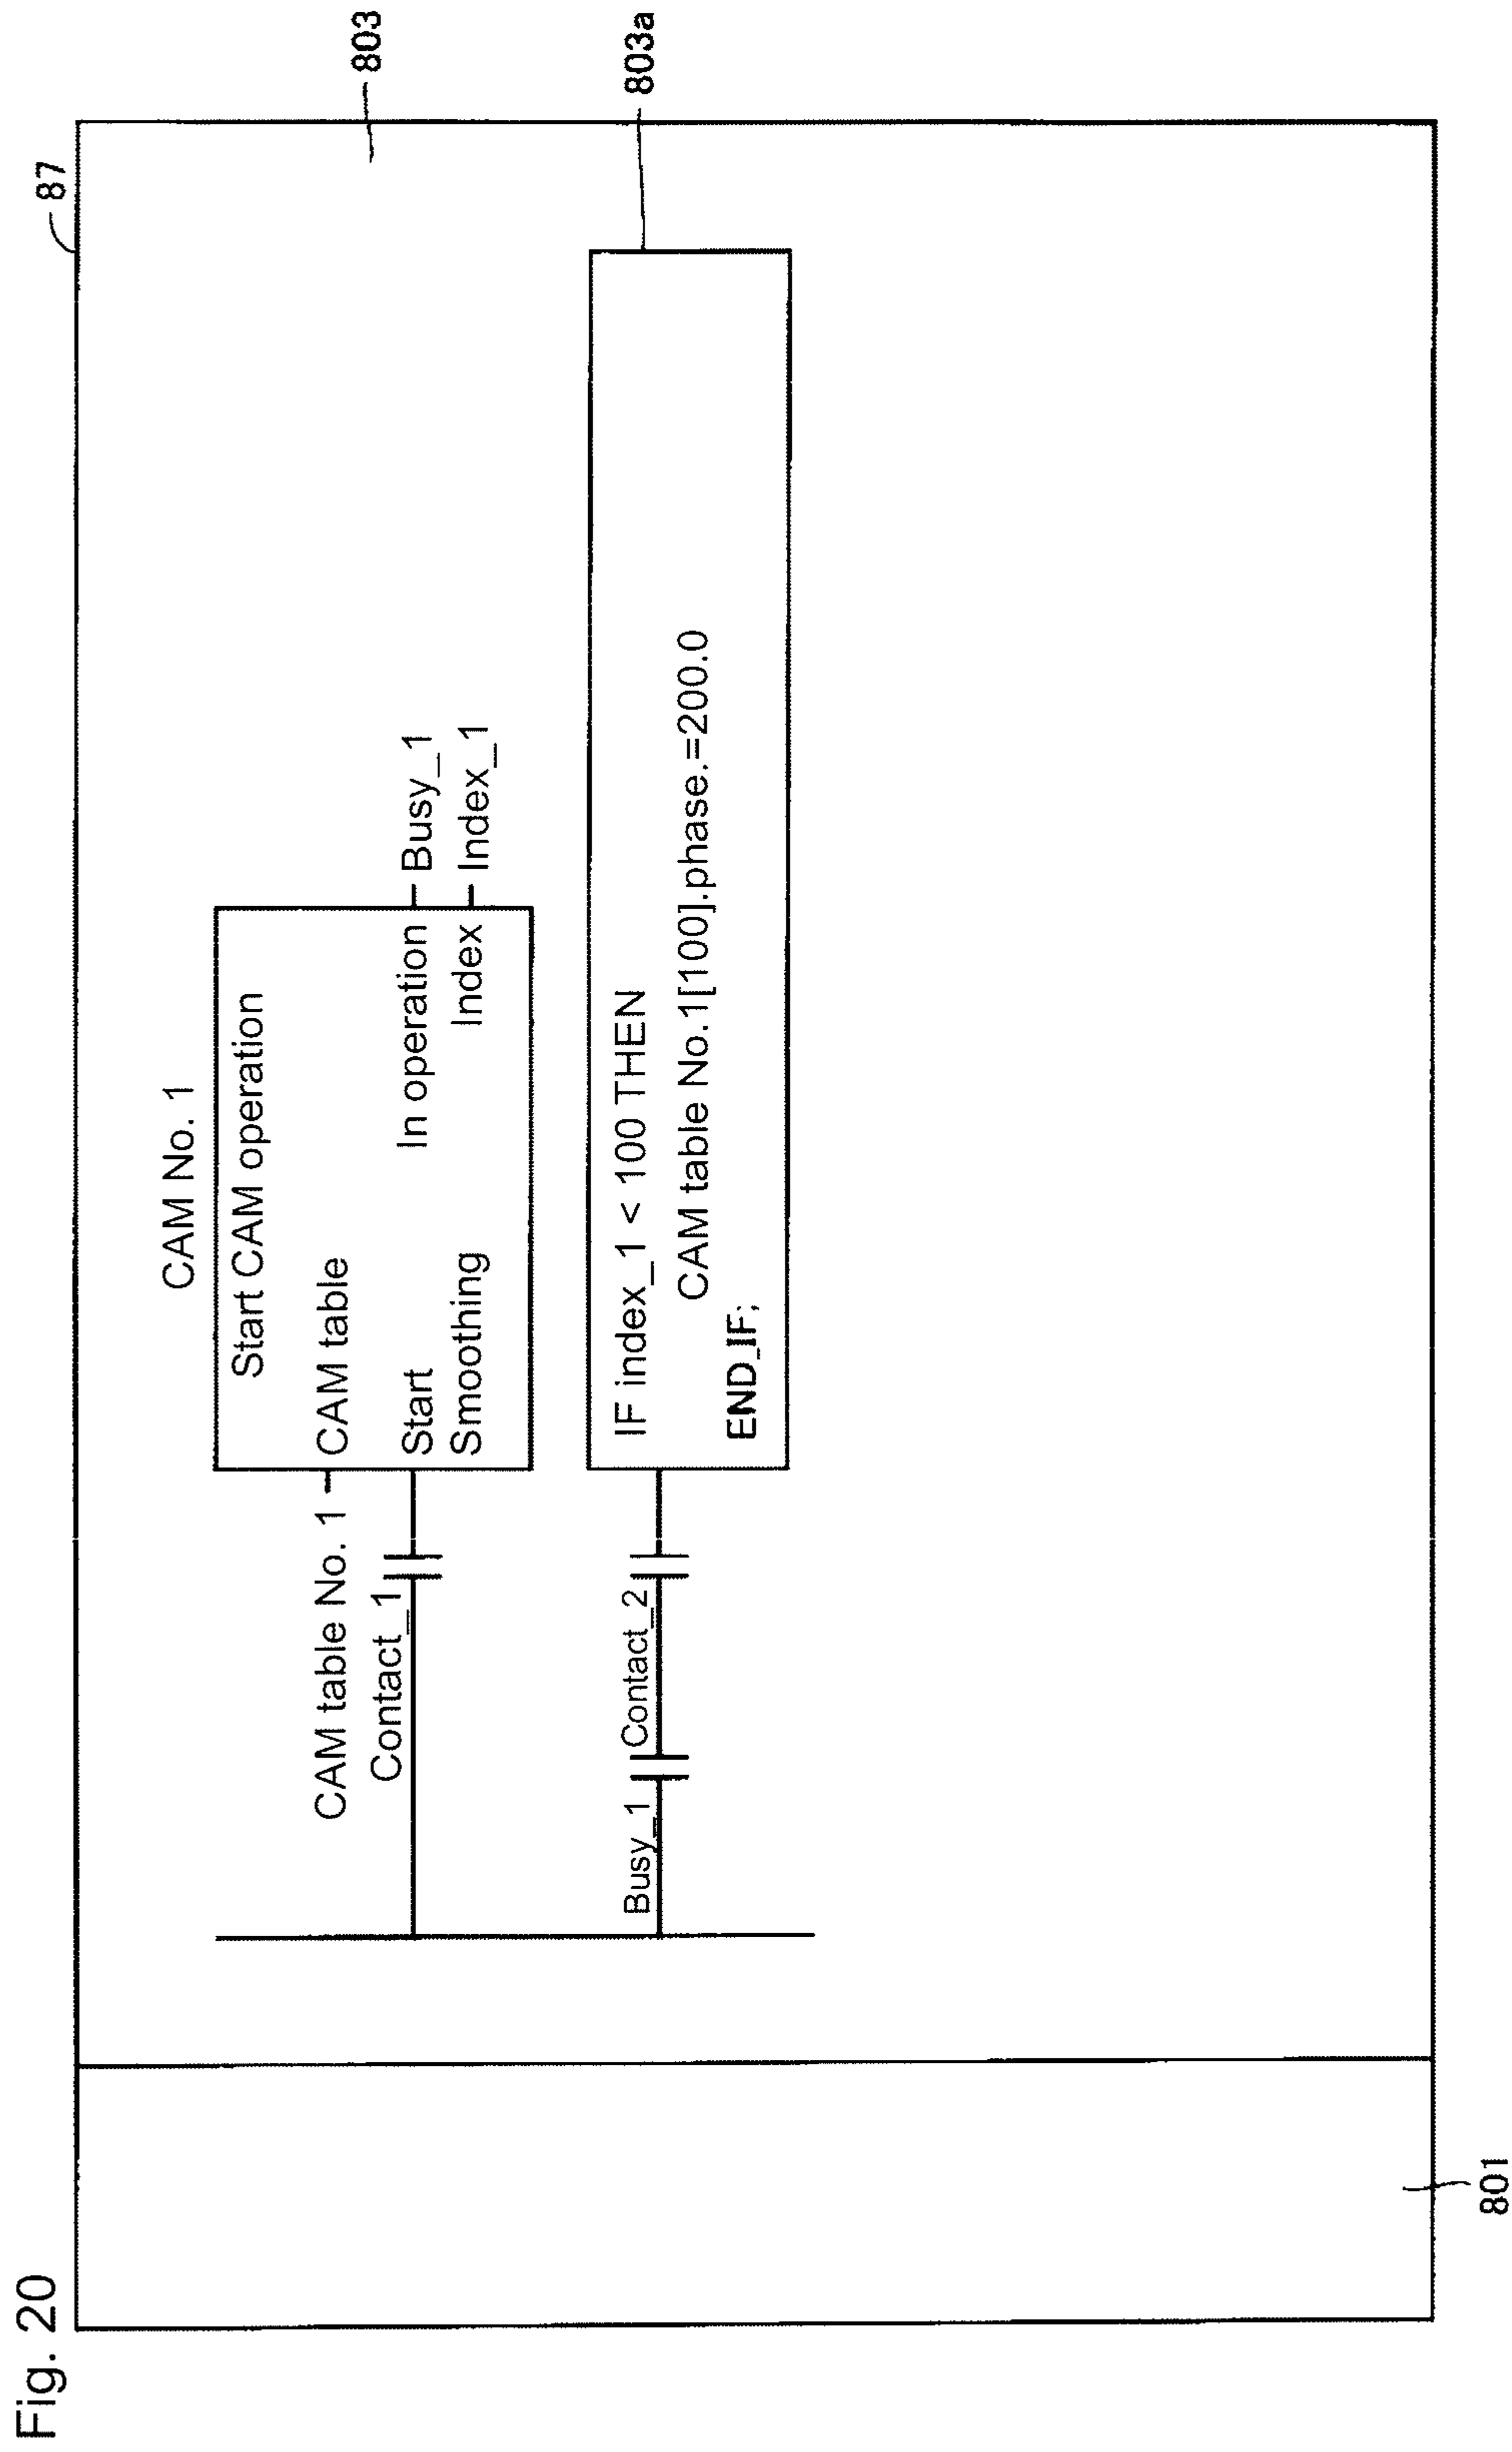 Fig. 20
87
803
CAM No. 1
Start CAM operation
CAM table No. 1
CAM table
Contact_1
Start
In operation
Busy_1
Smoothing
Index
Index_1
803a
Busy_1
Contact_2
IF index_1 < 100 THEN
CAM table No.1[100].phase.=200.0
END_IF;
801